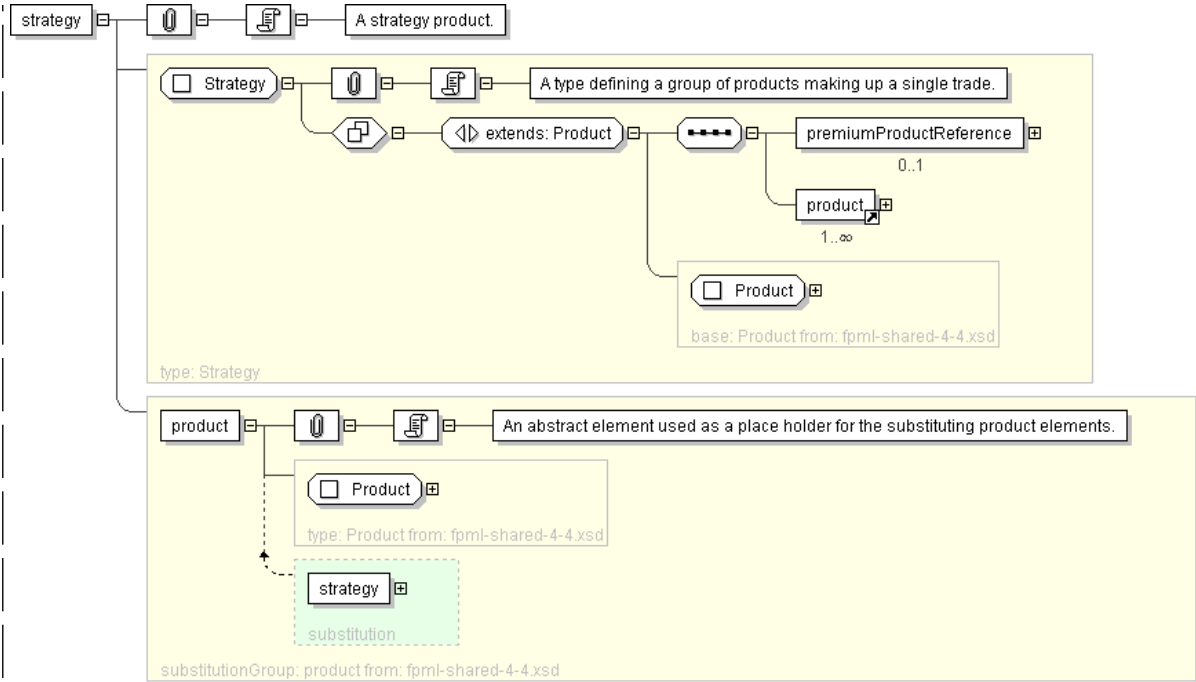 strategy
A strategy product.
Strategy
A type defining a group of products making up a single trade.
extends: Product
premiumProductReference
0..1
product
1..∞
Product
base: Product from: fpml-shared-4-4.xsd
type: Strategy
product
An abstract element used as a place holder for the substituting product elements.
Product
type: Product from: fpml-shared-4-4.xsd
strategy
substitution
substitutionGroup: product from: fpml-shared-4-4.xsd